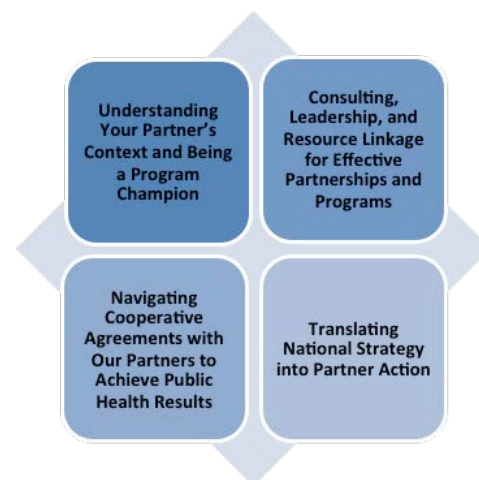 Understanding
Your Partner's
Context and Being
a Program
Champion
Consulting,
Leadership, and
Resource Linkage
for Effective
Partnerships and
Programs
Navigating
Cooperative
Agreements with
Our Partners to
Achieve Public
Health Results
Translating
National Strategy
into Partner Action